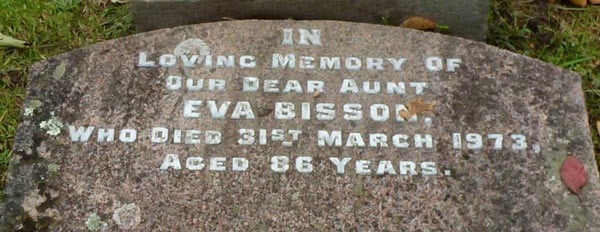 IN
LOVING MEMORY OF
OUR DEAR AUNT
EVA BISSON.
WHO DIED 31ST MARCH 1973,
AGED 86 YEARS.